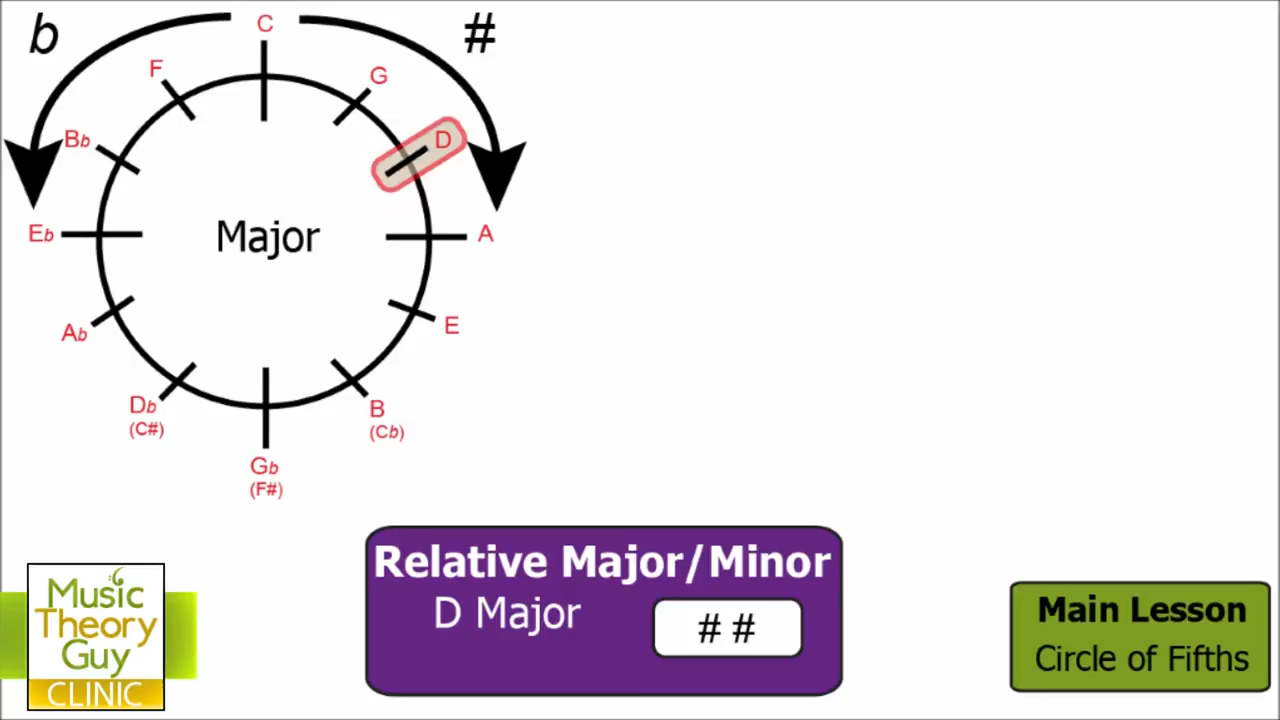 b
C
#
F
G
Bb
D
Major
Eb
A
Ab
E
Db
(C#)
B
(Cb)
Gb
(F#)
Relative Major/Minor
D Major
# #
Music
Theory
Guy
CLINIC
Main Lesson
Circle of Fifths